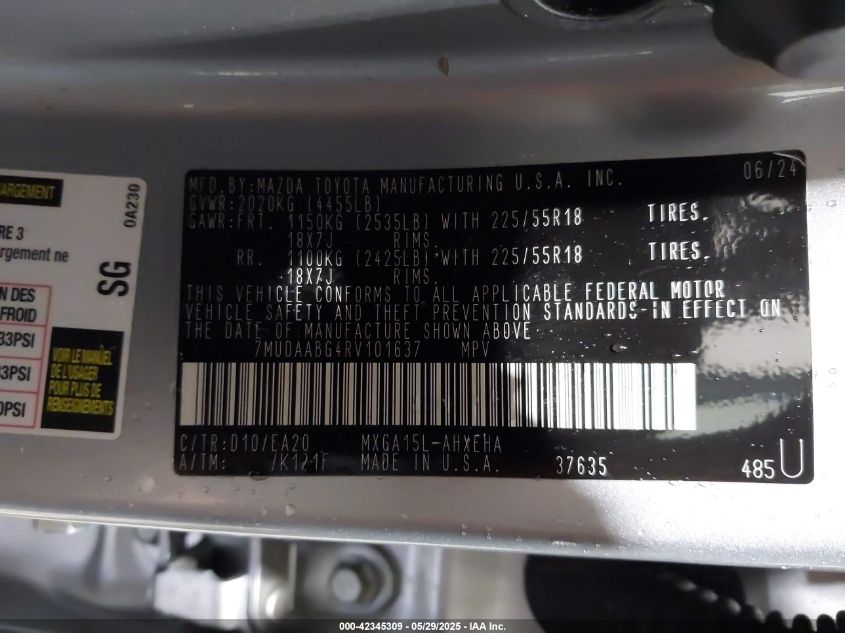 ARGEMENT
RE 3
argement ne
0A230
SG
ON DES
FROID
33PSI
33PSI
0PSI
VOIR LE MANUEL
DE L'USAGER
POUR PLUS DE
RENSEIGNEMENTS
MFD.BY:MAZDA TOYOTA MANUFACTURING U.S.A. INC. 06/24
GVWR:2020KG (4455LB)
GAWR:FRT. 1150KG (2535LB) WITH 225/55R18 TIRES.
18X7J RIMS.
RR. 1100KG (2425LB) WITH 225/55R18 TIRES.
18X7J RIMS.
THIS VEHICLE CONFORMS TO ALL APPLICABLE FEDERAL MOTOR
VEHICLE SAFETY AND THEFT PREVENTION STANDARDS-IN EFFECT ON
THE DATE OF MANUFACTURE SHOWN ABOVE.
7MUDAABG4RV101637 MPV
C/TR:D10/EA20 MXGA15L-AHXEHA
A/TM: /K121F MADE IN U.S.A. 37635 485U
000-42345309 - 05/29/2025 - IAA Inc.